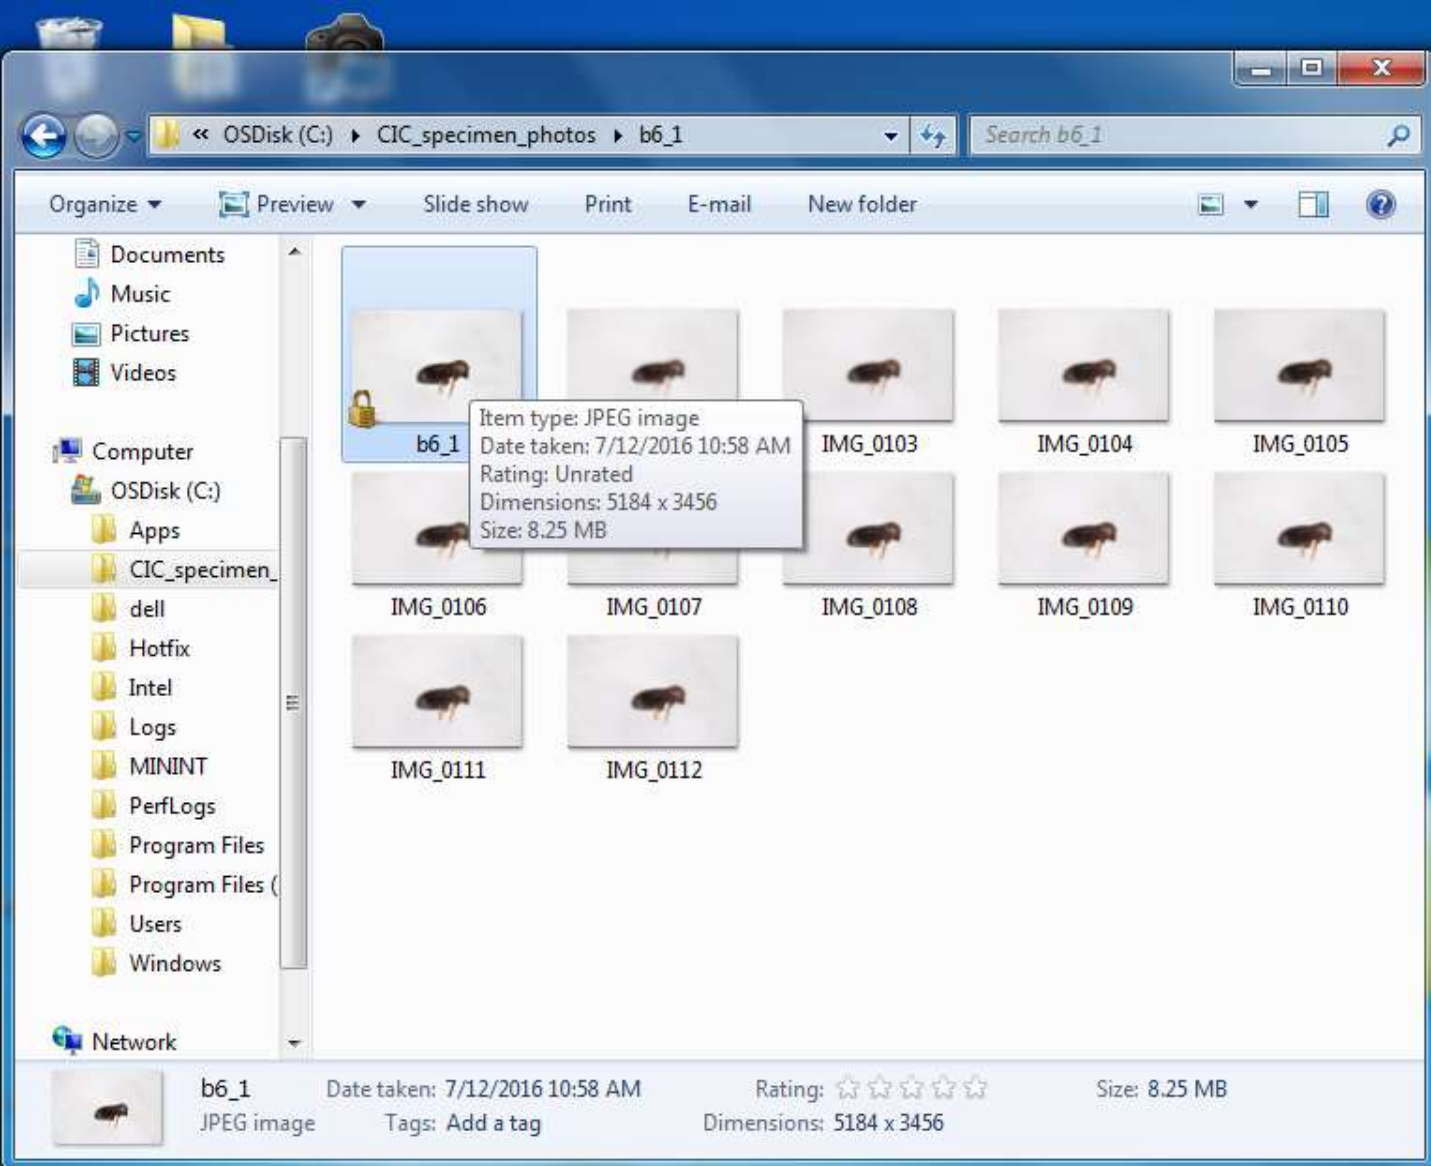 « OSDisk (C:) ▸ CIC_specimen_photos ▸ b6_1
Search b6_1
Organize Preview Slide show Print E-mail New folder
Documents
Music
Pictures
Videos
Computer
OSDisk (C:)
Apps
CIC_specimen_
dell
Hotfix
Intel
Logs
MININT
PerfLogs
Program Files
Program Files (
Users
Windows
Network
b6_1
IMG_0103
IMG_0104
IMG_0105
Item type: JPEG image
Date taken: 7/12/2016 10:58 AM
Rating: Unrated
Dimensions: 5184 x 3456
Size: 8.25 MB
IMG_0106
IMG_0107
IMG_0108
IMG_0109
IMG_0110
IMG_0111
IMG_0112
b6_1 Date taken: 7/12/2016 10:58 AM Rating: Size: 8.25 MB
JPEG image Tags: Add a tag Dimensions: 5184 x 3456